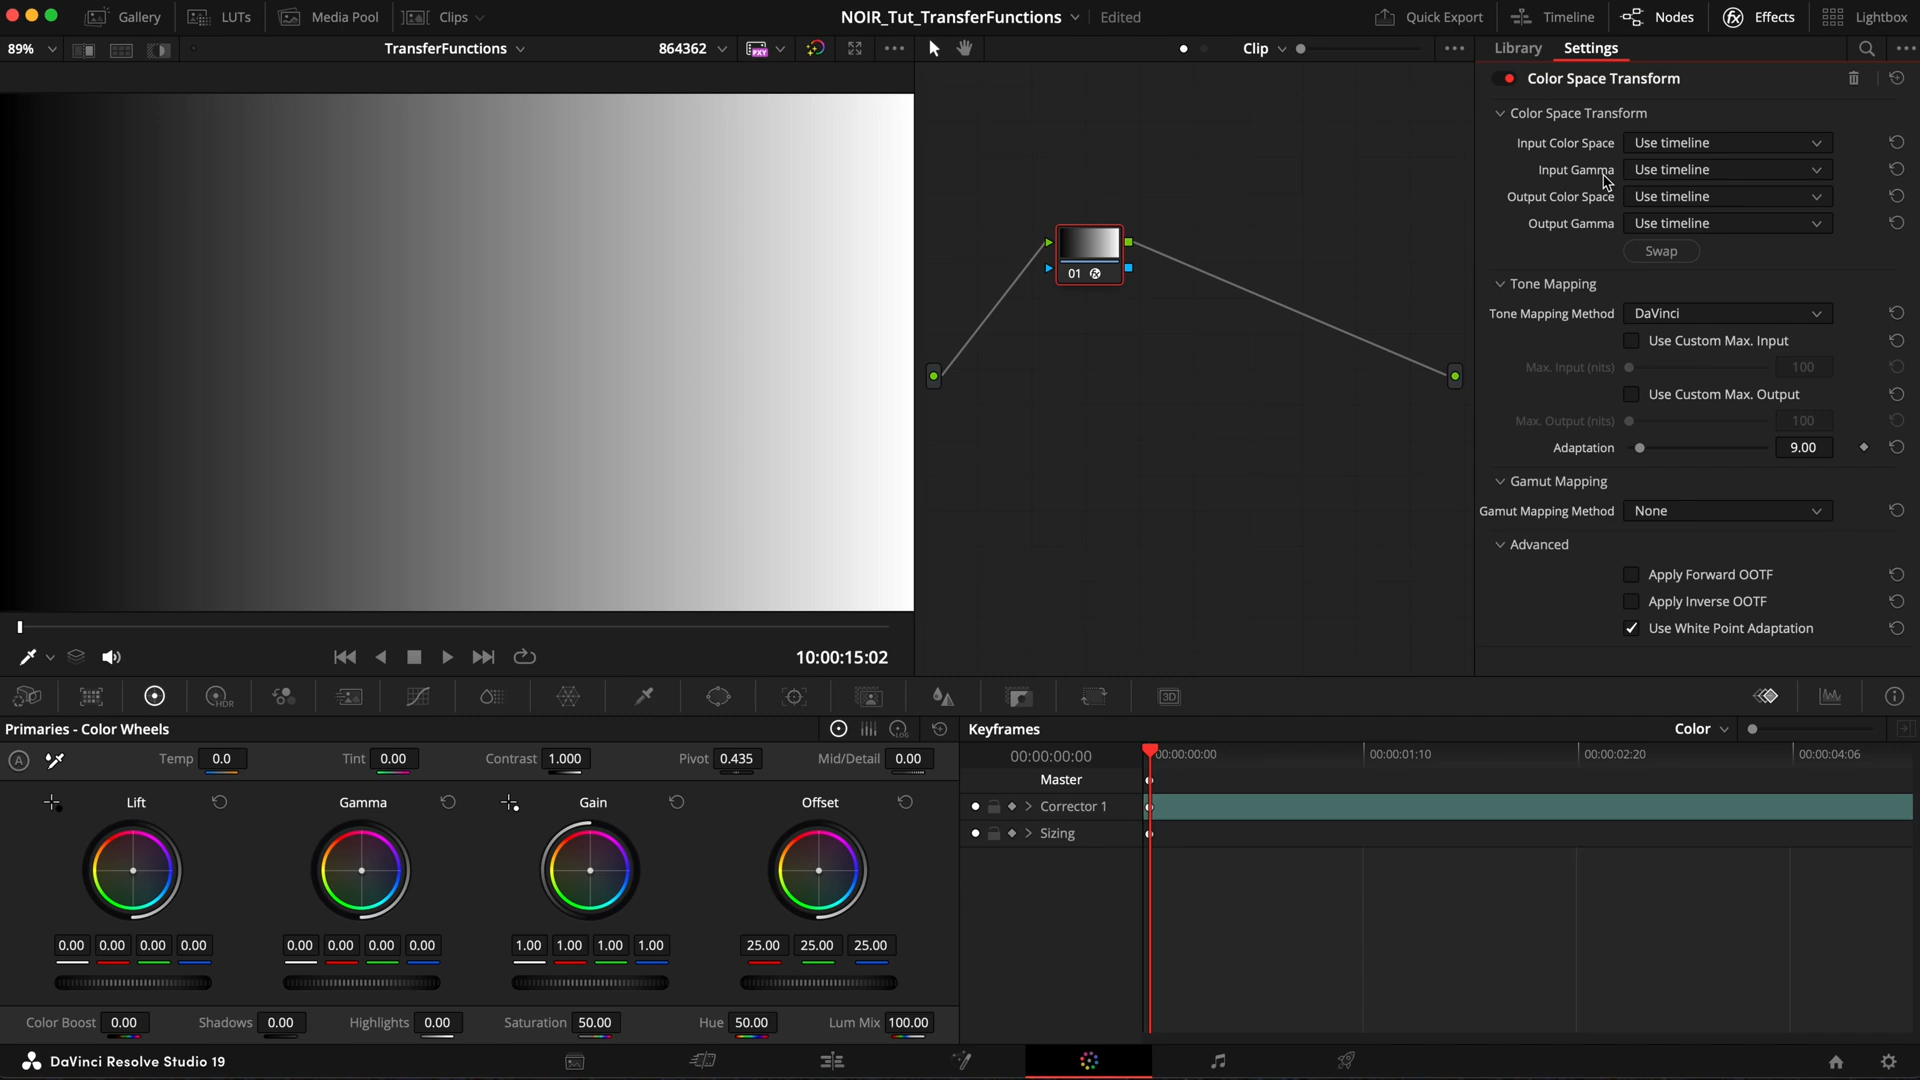 Gallery
LUTs
Media Pool
Clips
NOIR_Tut_TransferFunctions
Edited
Quick Export
Timeline
Nodes
Effects
Lightbox
89%
TransferFunctions
864362
PXY
Clip
Library
Settings
Color Space Transform
Color Space Transform
Input Color Space
Use timeline
Input Gamma
Use timeline
Output Color Space
Use timeline
Output Gamma
Use timeline
Swap
01
Tone Mapping
Tone Mapping Method
DaVinci
Use Custom Max. Input
Max. Input (nits)
100
Use Custom Max. Output
Max. Output (nits)
100
Adaptation
9.00
Gamut Mapping
Gamut Mapping Method
None
Advanced
Apply Forward OOTF
Apply Inverse OOTF
Use White Point Adaptation
10:00:15:02
HDR
3D
Primaries - Color Wheels
LOG
Keyframes
Color
A
Temp 0.0
Tint 0.00
Contrast 1.000
Pivot 0.435
Mid/Detail 0.00
00:00:00:00
00:00:00:00
00:00:01:10
00:00:02:20
00:00:04:06
Master
Corrector 1
Sizing
Lift
Gamma
Gain
Offset
0.00 0.00 0.00 0.00
0.00 0.00 0.00 0.00
1.00 1.00 1.00 1.00
25.00 25.00 25.00
Color Boost 0.00
Shadows 0.00
Highlights 0.00
Saturation 50.00
Hue 50.00
Lum Mix 100.00
DaVinci Resolve Studio 19